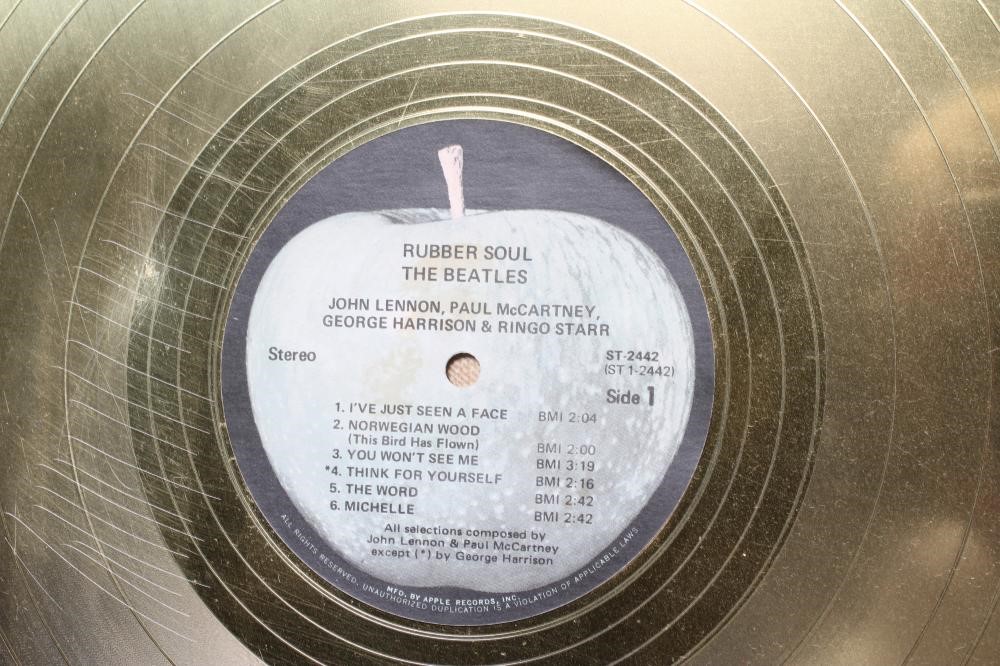 RUBBER SOUL
THE BEATLES
JOHN LENNON, PAUL McCARTNEY,
GEORGE HARRISON & RINGO STARR
Stereo
ST-2442
(ST 1-2442)
Side 1
1. I'VE JUST SEEN A FACE BMI 2:04
2. NORWEGIAN WOOD
(This Bird Has Flown) BMI 2:00
3. YOU WON'T SEE ME BMI 3:19
*4. THINK FOR YOURSELF BMI 2:16
5. THE WORD BMI 2:42
6. MICHELLE BMI 2:42
All selections composed by
John Lennon & Paul McCartney
except (*) by George Harrison
MFD. BY APPLE RECORDS, INC.
ALL RIGHTS RESERVED. UNAUTHORIZED DUPLICATION IS A VIOLATION OF APPLICABLE LAWS